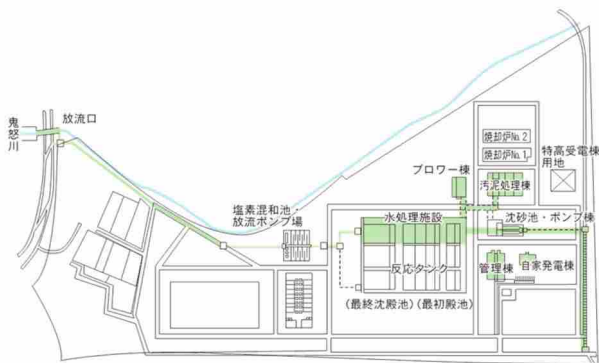 鬼怒川
放流口
塩素混和池・
放流ポンプ場
ブロワー棟
水処理施設
反応タンク
(最終沈殿池)
(最初殿池)
焼却炉No.2
焼却炉No.1
汚泥処理棟
特高受電棟
用地
沈砂池・ポンプ棟
管理棟
自家発電棟